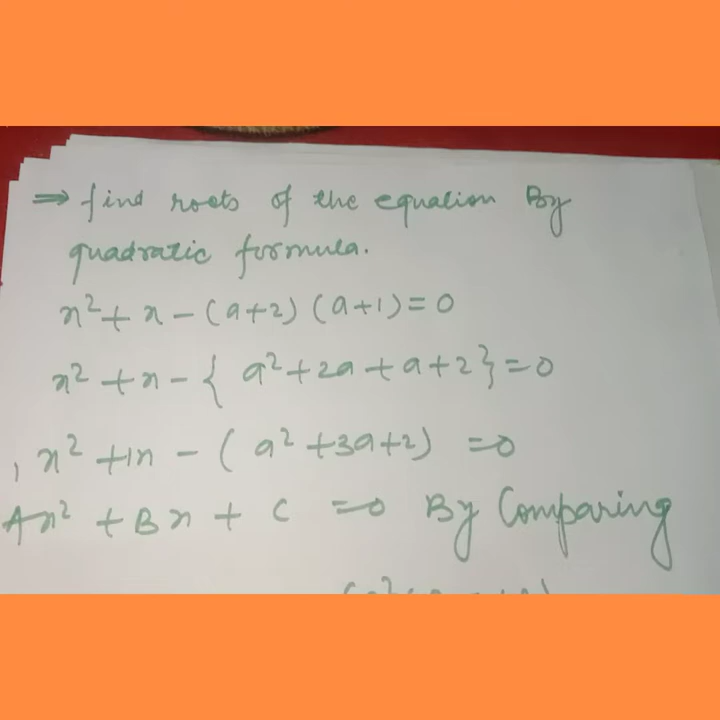 ⇒ find roots of the equation By
quadratic formula.
x² + x - (a+2) (a+1) = 0
x² + x - { a² + 2a + a + 2 } = 0
1 x² + 1x - ( a² + 3a + 2) = 0
Ax² + Bx + C = 0 By Comparing